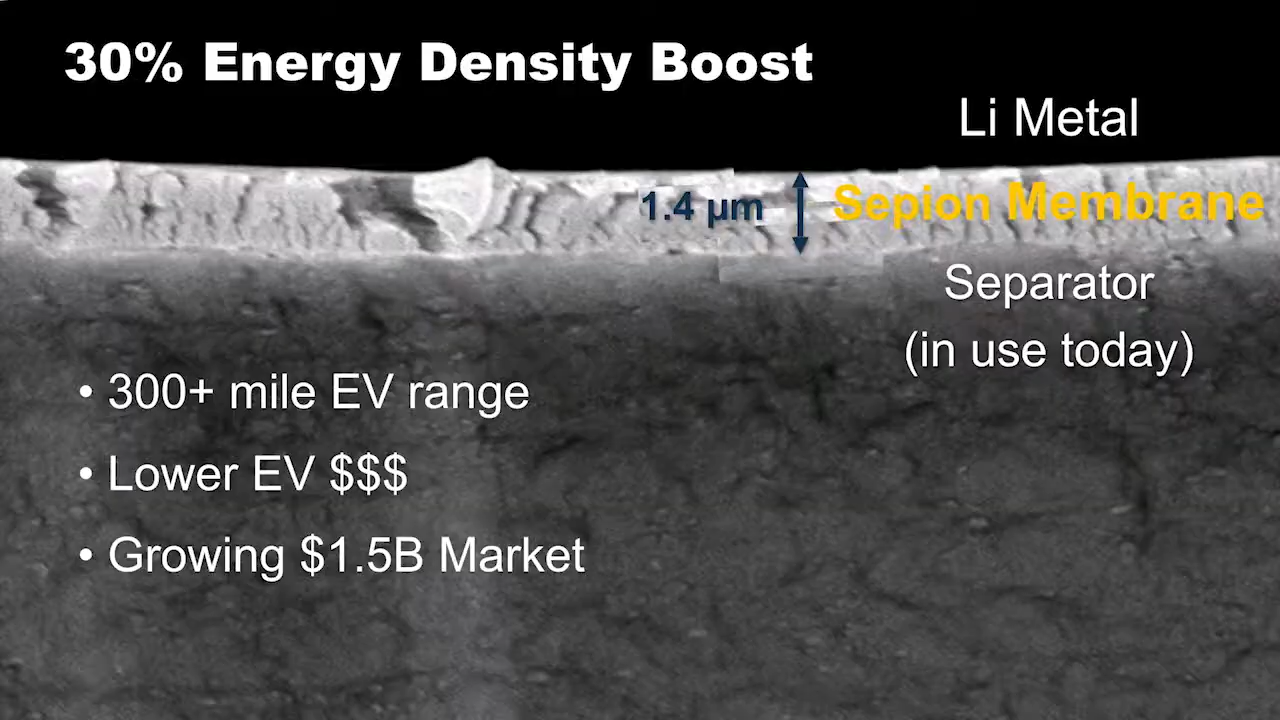 30% Energy Density Boost
Li Metal
1.4 µm
Sepion Membrane
Separator
(in use today)
• 300+ mile EV range
• Lower EV $$$
• Growing $1.5B Market